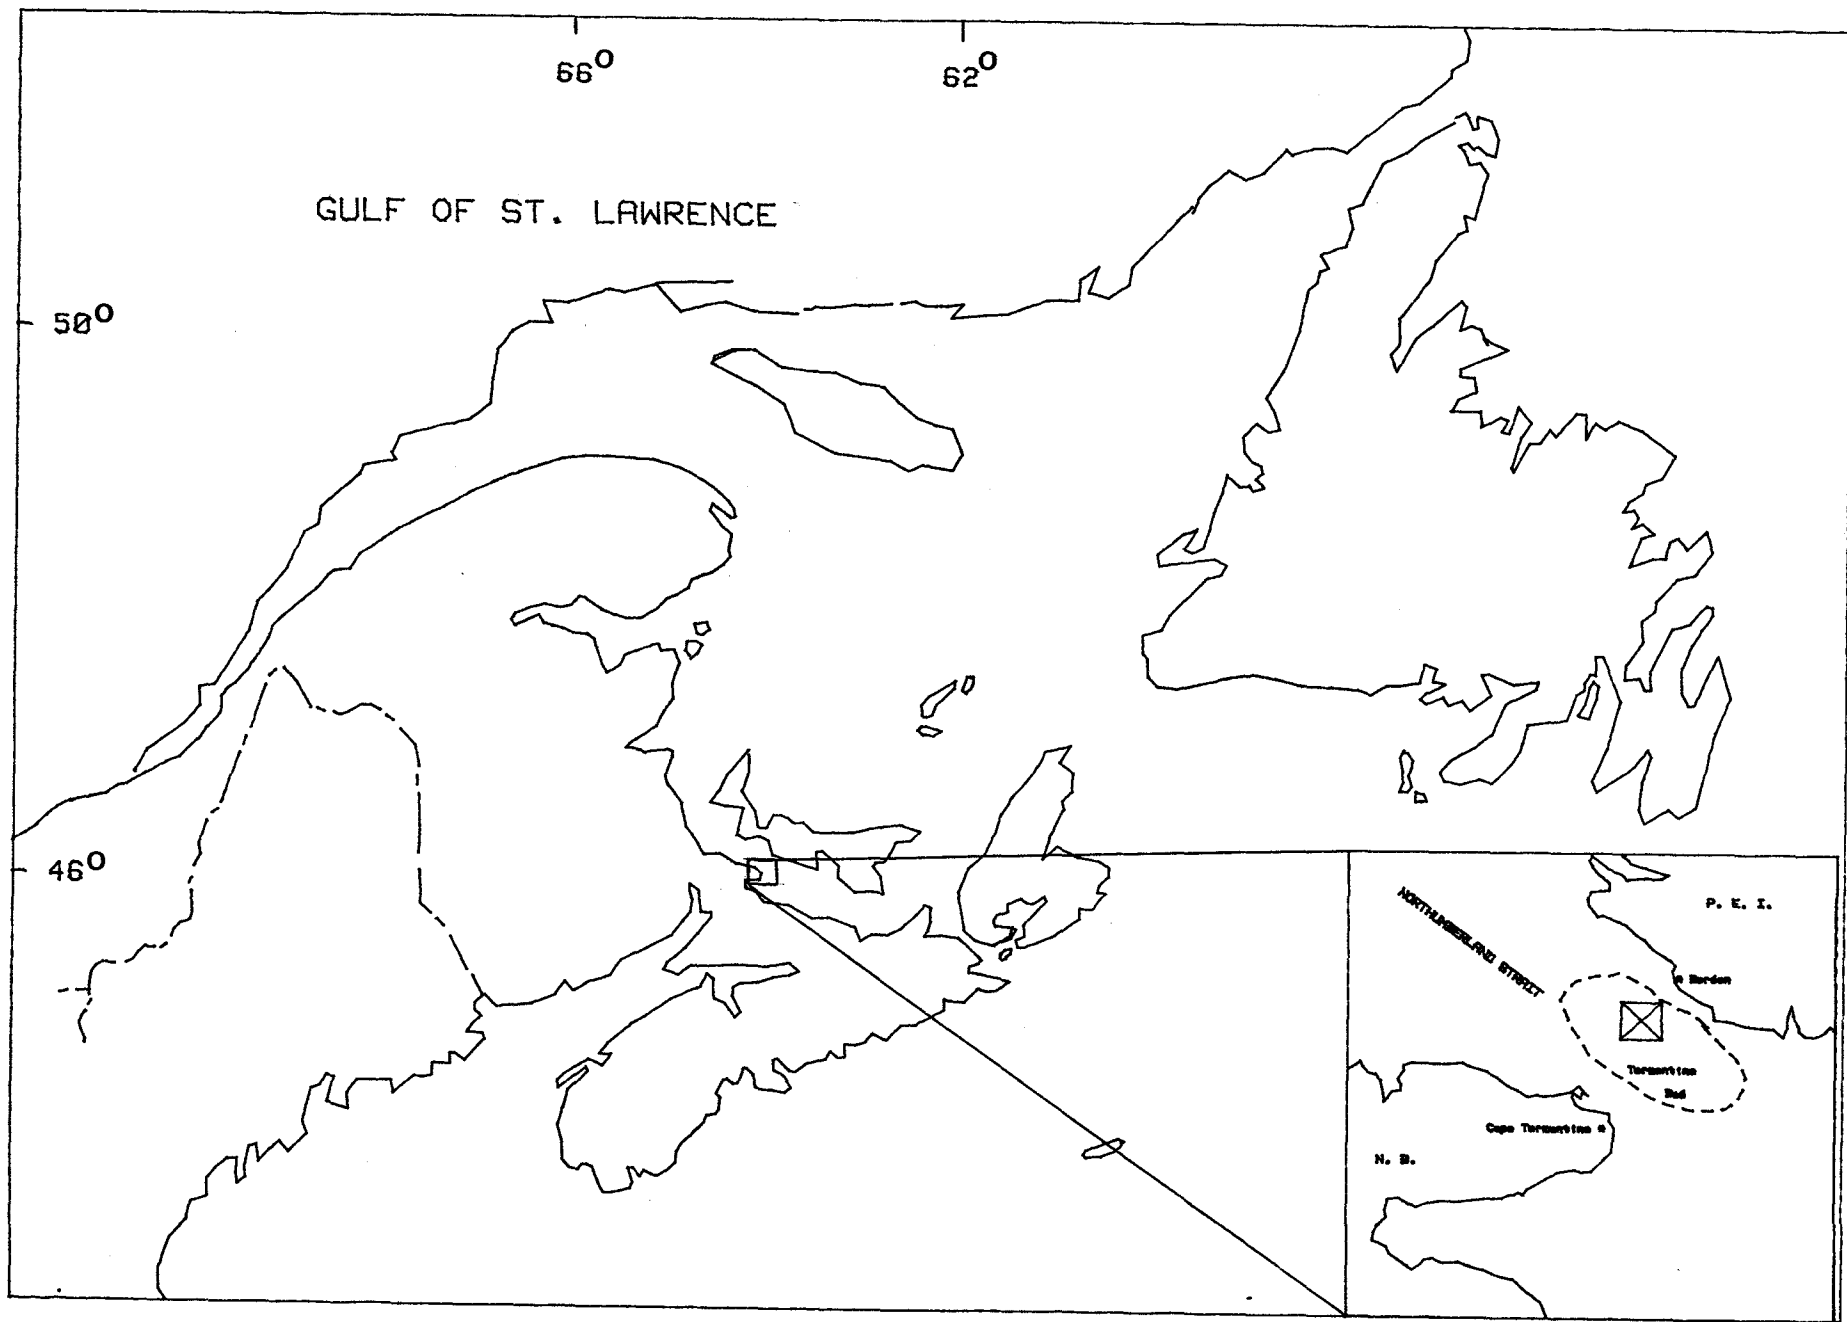 66°
62°
GULF OF ST. LAWRENCE
50°
46°
P. E. I.
NORTHUMBERLAND STRAIT
Borden
Tormentine
Bed
Cape Tormentine
N. B.